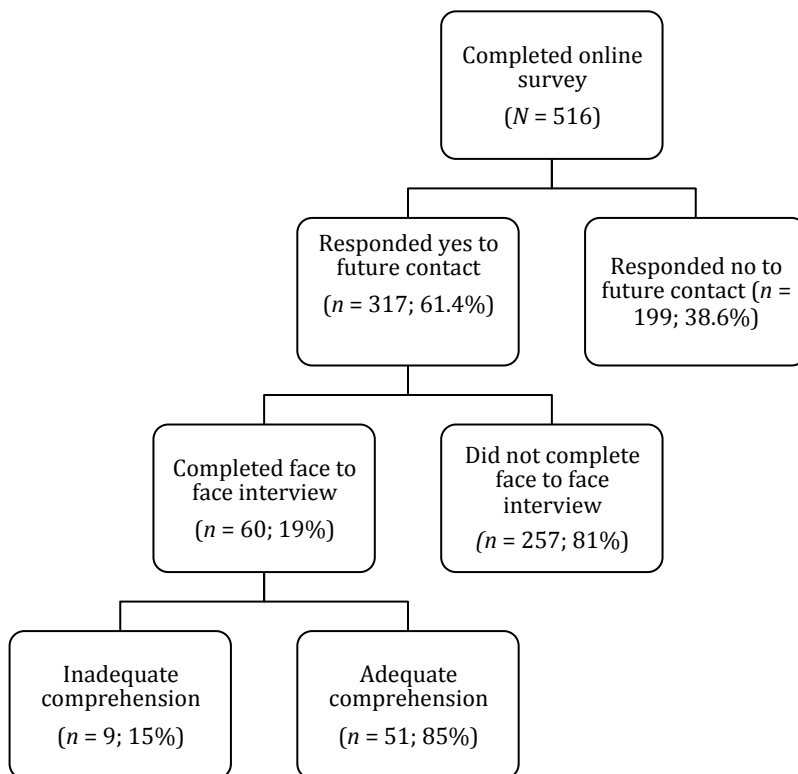 Completed online
survey
(N = 516)
Responded yes to
future contact
(n = 317; 61.4%)
Responded no to
future contact (n =
199; 38.6%)
Completed face to
face interview
(n = 60; 19%)
Did not complete
face to face
interview
(n = 257; 81%)
Inadequate
comprehension
(n = 9; 15%)
Adequate
comprehension
(n = 51; 85%)